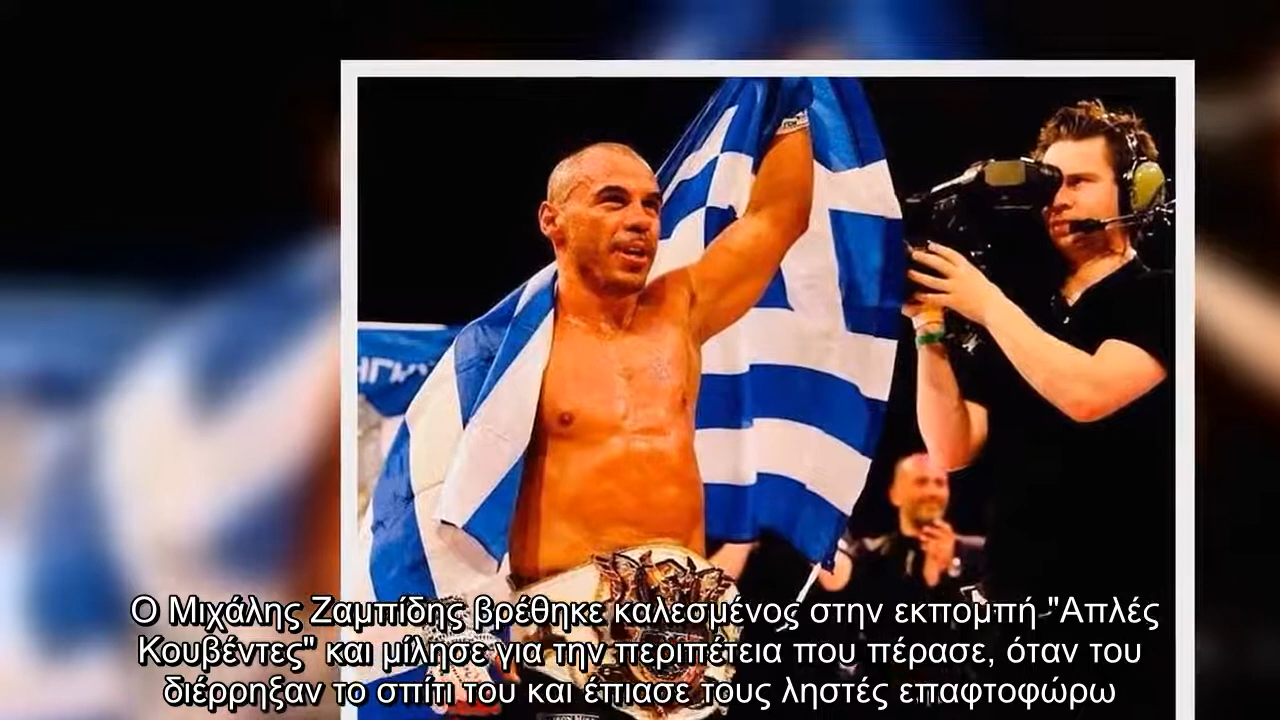 Ο Μιχάλης Ζαμπίδης βρέθηκε καλεσμένος στην εκπομπή "Απλές
Κουβέντες" και μίλησε για την περιπέτεια που πέρασε, όταν του
διέρρηξαν το σπίτι του και έπιασε τους ληστές επαφτοφώρω